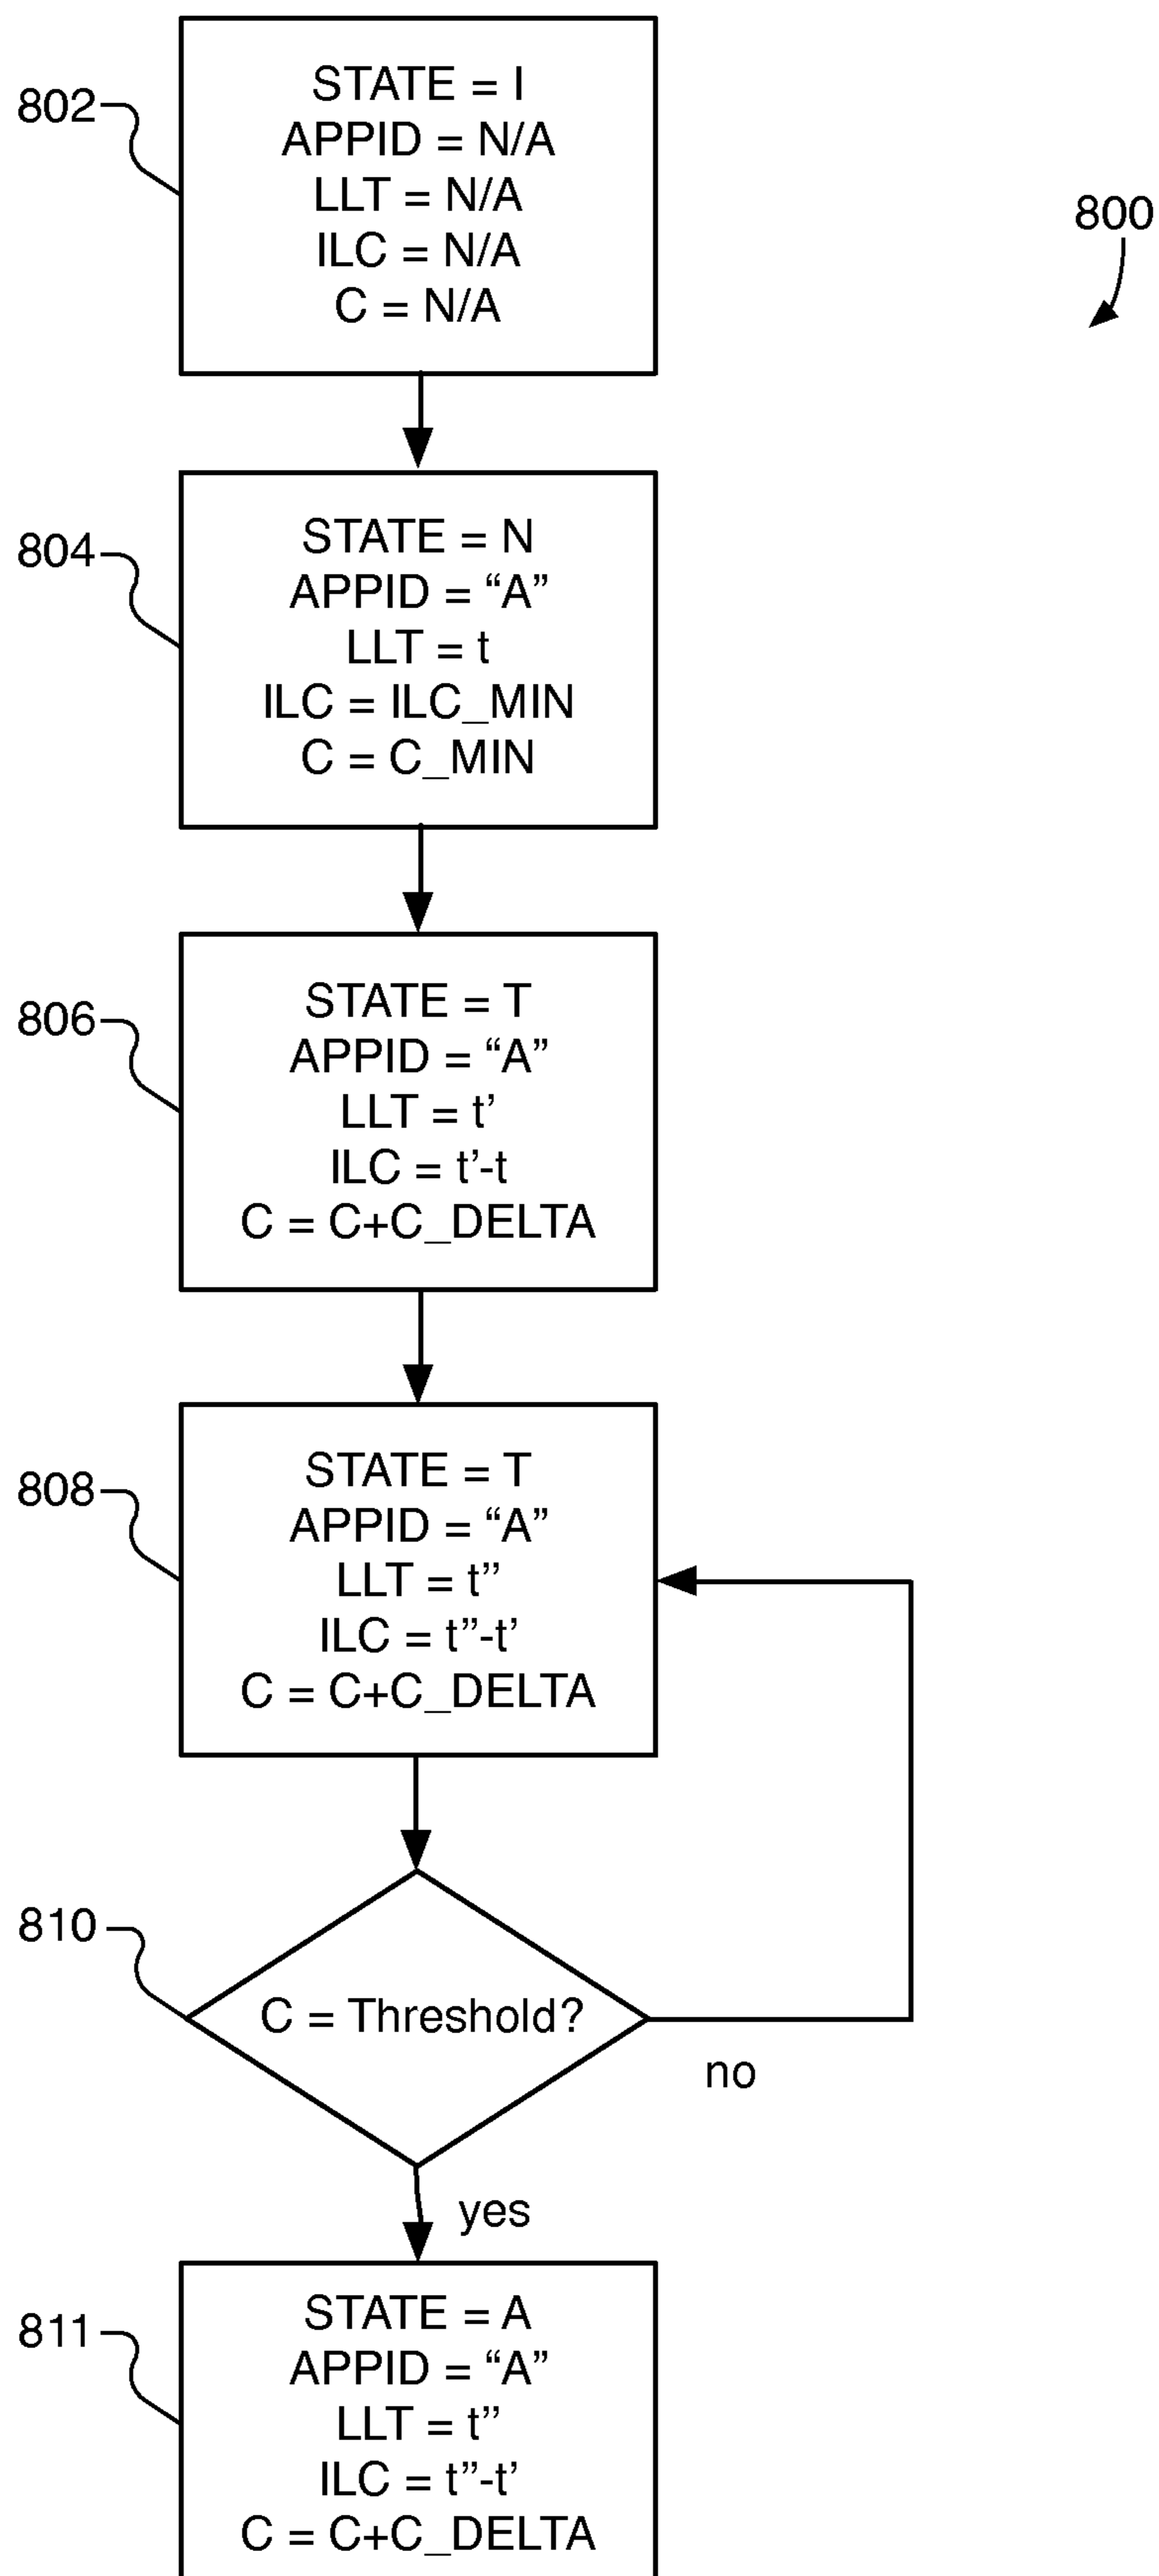 802
STATE = I
APPID = N/A
LLT = N/A
ILC = N/A
C = N/A
800
804
STATE = N
APPID = “A”
LLT = t
ILC = ILC_MIN
C = C_MIN
806
STATE = T
APPID = “A”
LLT = t’
ILC = t’-t
C = C+C_DELTA
808
STATE = T
APPID = “A”
LLT = t”
ILC = t”-t’
C = C+C_DELTA
810
C = Threshold?
no
yes
811
STATE = A
APPID = “A”
LLT = t”
ILC = t”-t’
C = C+C_DELTA